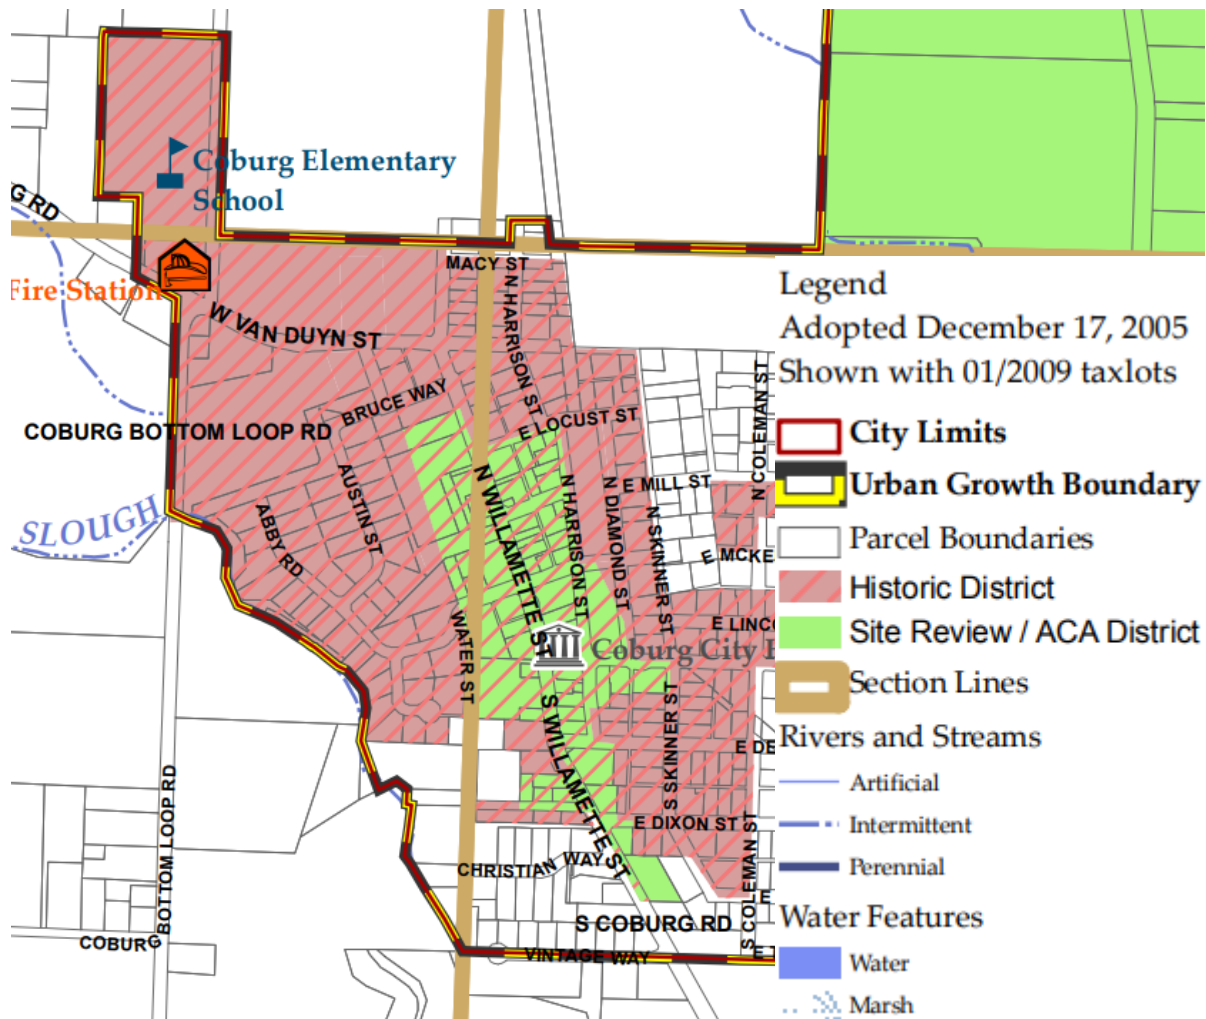 Coburg Elementary
School
G RD
Fire Station
MACY ST
N HARRISON ST
W VAN DUYN ST
BRUCE WAY
E LOCUST ST
COBURG BOTTOM LOOP RD
N COLEMAN ST
AUSTIN ST
N WILLAMETTE ST
N HARRISON ST
N DIAMOND ST
E MILL ST
N SKINNER ST
SLOUGH
ABBY RD
E MCKE
WATER ST
E LINC
Coburg City H
S WILLAMETTE ST
S SKINNER ST
E DE
BOTTOM LOOP RD
E DIXON ST
S COLEMAN ST
CHRISTIAN WAY
E
S COBURG RD
COBURG
VINTAGE WAY
E
Legend
Adopted December 17, 2005
Shown with 01/2009 taxlots
City Limits
Urban Growth Boundary
Parcel Boundaries
Historic District
Site Review / ACA District
Section Lines
Rivers and Streams
Artificial
Intermittent
Perennial
Water Features
Water
Marsh